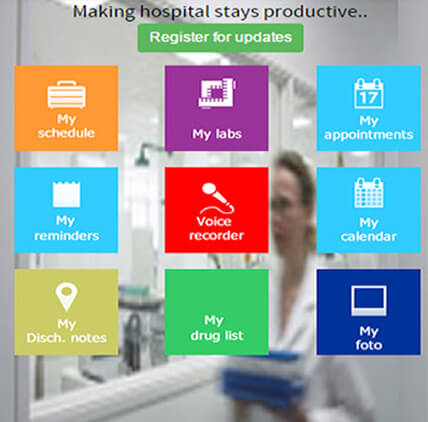 Making hospital stays productive..
Register for updates
My
schedule
My labs
17
My
appointments
My
reminders
Voice
recorder
My
calendar
My
Disch. notes
My
drug list
My
foto